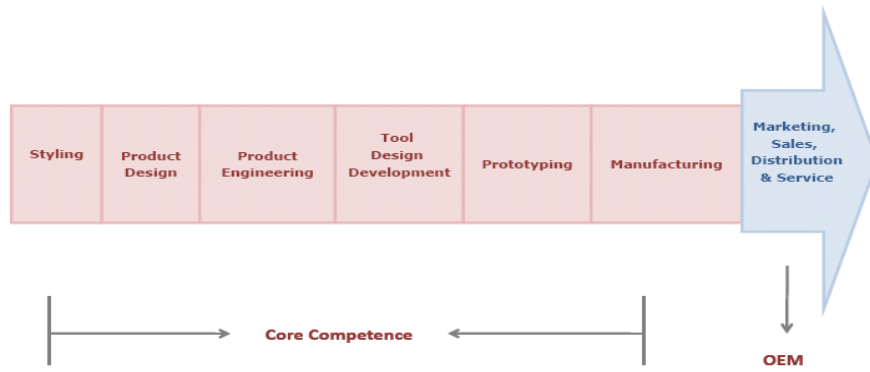 Styling
Product
Design
Product
Engineering
Tool
Design
Development
Prototyping
Manufacturing
Marketing,
Sales,
Distribution
& Service
Core Competence
OEM